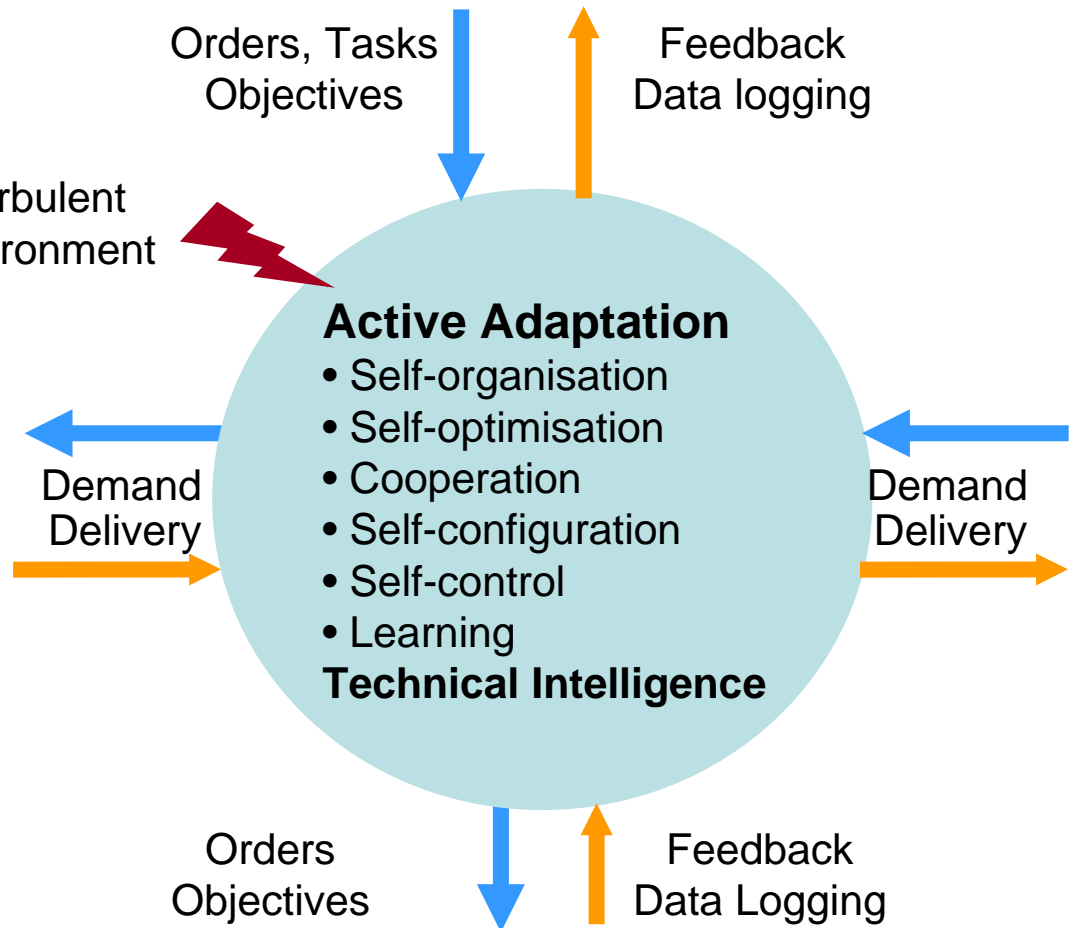 Orders, Tasks
Objectives
Feedback
Data logging
rbulent
ronment
Active Adaptation
• Self-organisation
• Self-optimisation
• Cooperation
• Self-configuration
• Self-control
• Learning
Technical Intelligence
Demand
Delivery
Demand
Delivery
Orders
Objectives
Feedback
Data Logging